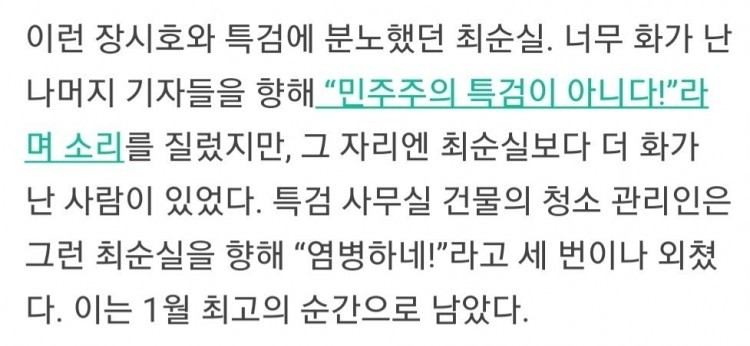 이런 장시호와 특검에 분노했던 최순실. 너무 화가 난
나머지 기자들을 향해 “민주주의 특검이 아니다!”라
며 소리를 질렀지만, 그 자리엔 최순실보다 더 화가
난 사람이 있었다. 특검 사무실 건물의 청소 관리인은
그런 최순실을 향해 “염병하네!”라고 세 번이나 외쳤
다. 이는 1월 최고의 순간으로 남았다.